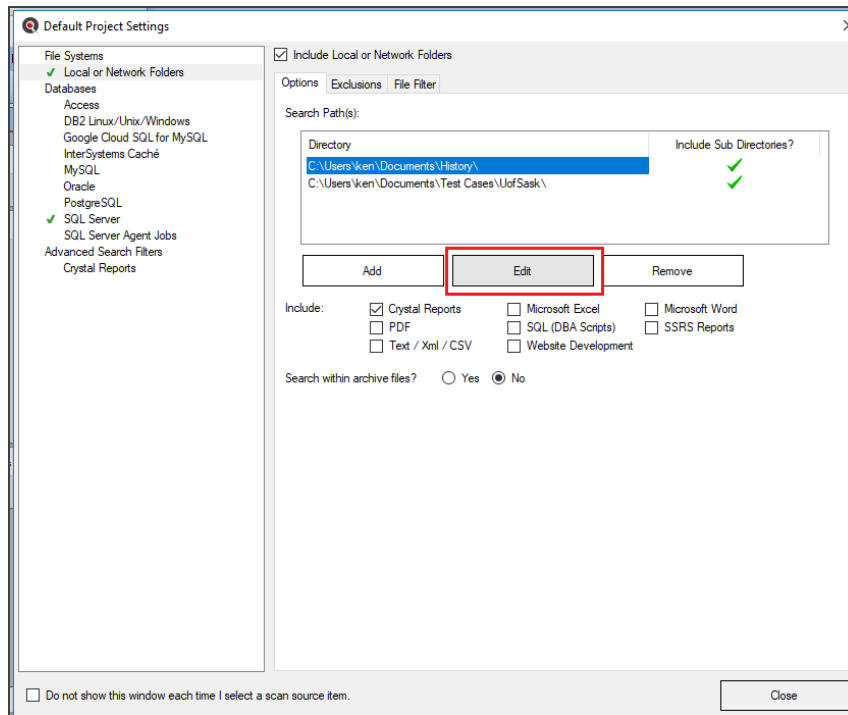 Default Project Settings
File Systems
Local or Network Folders
Databases
Access
DB2 Linux/Unix/Windows
Google Cloud SQL for MySQL
InterSystems Caché
MySQL
Oracle
PostgreSQL
SQL Server
SQL Server Agent Jobs
Advanced Search Filters
Crystal Reports
Include Local or Network Folders
Options Exclusions File Filter
Search Path(s):
Directory Include Sub Directories?
C:\Users\ken\Documents\History\
C:\Users\ken\Documents\Test Cases\UofSask\
Add Edit Remove
Include: Crystal Reports Microsoft Excel Microsoft Word
PDF SQL (DBA Scripts) SSRS Reports
Text / Xml / CSV Website Development
Search within archive files? Yes No
Do not show this window each time I select a scan source item. Close